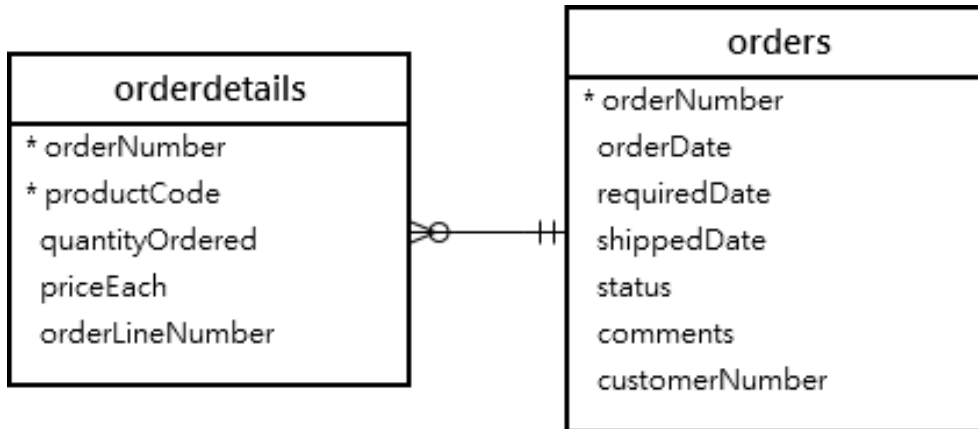 orderdetails
* orderNumber
* productCode
quantityOrdered
priceEach
orderLineNumber
orders
* orderNumber
orderDate
requiredDate
shippedDate
status
comments
customerNumber